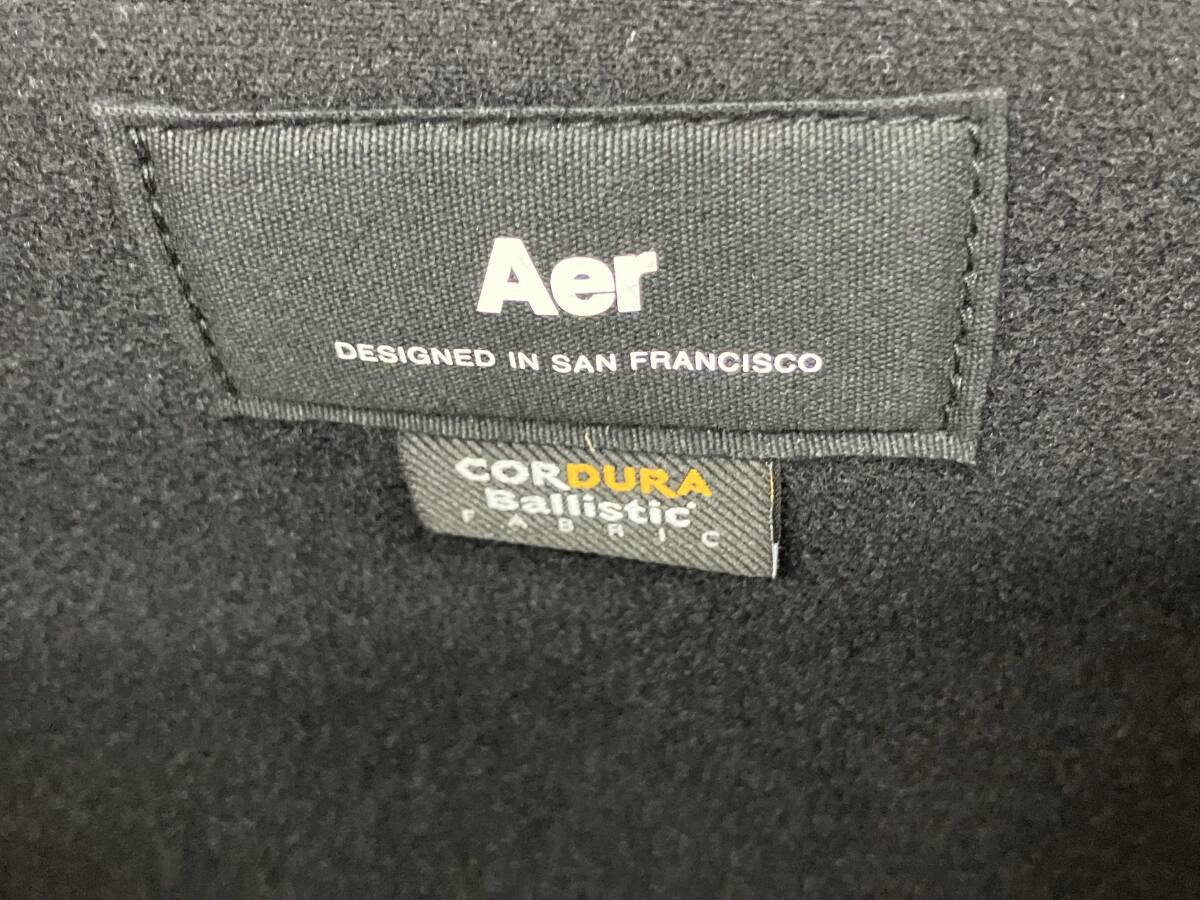 Aer
DESIGNED IN SAN FRANCISCO
CORDURA
Ballistic
FABRIC